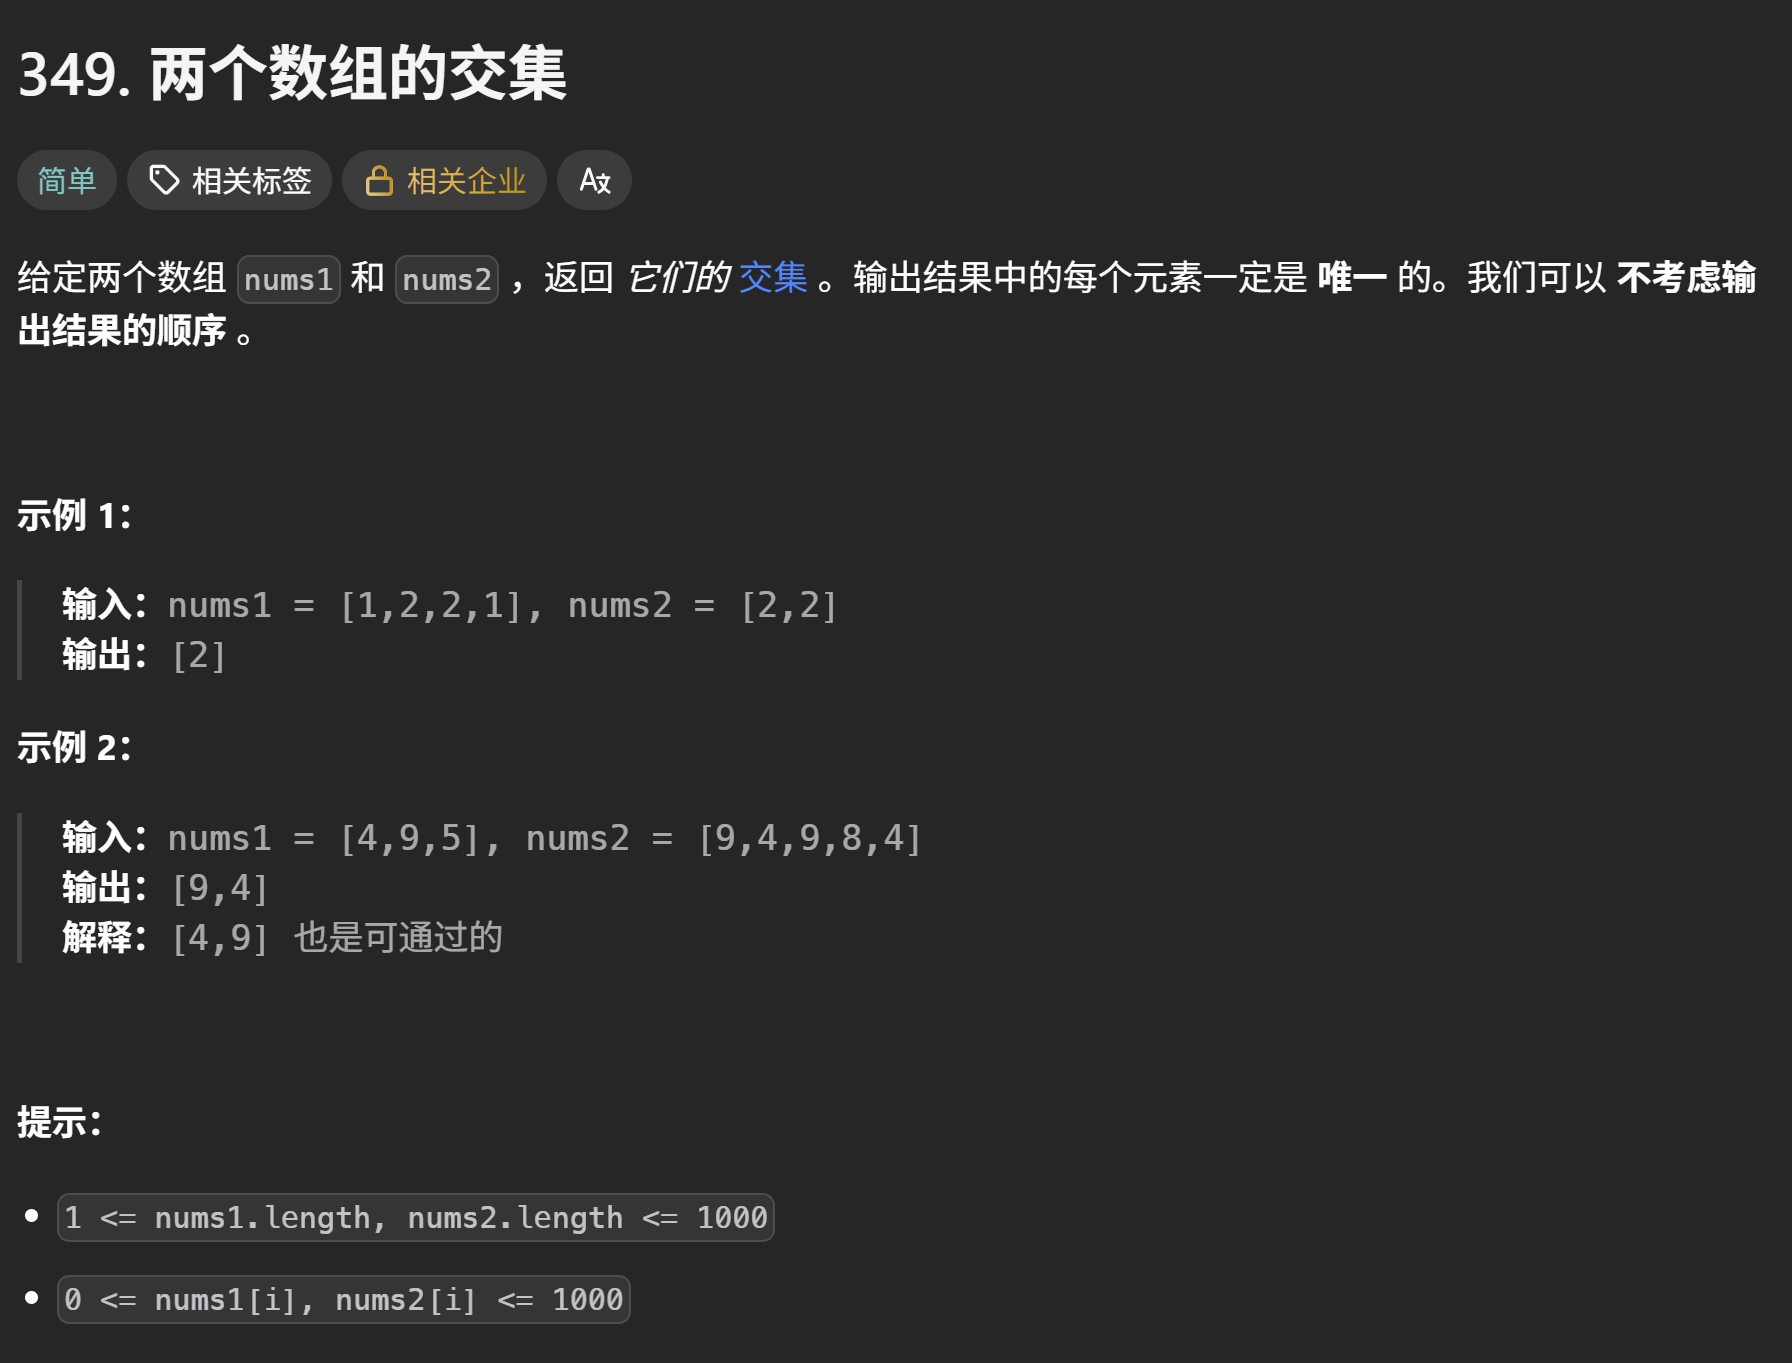 349. 两个数组的交集
简单 相关标签 相关企业 A文
给定两个数组 nums1 和 nums2 ，返回 它们的 交集 。输出结果中的每个元素一定是 唯一 的。我们可以 不考虑输
出结果的顺序 。
示例 1：
输入：nums1 = [1,2,2,1], nums2 = [2,2]
输出：[2]
示例 2：
输入：nums1 = [4,9,5], nums2 = [9,4,9,8,4]
输出：[9,4]
解释：[4,9] 也是可通过的
提示：
1 <= nums1.length, nums2.length <= 1000
0 <= nums1[i], nums2[i] <= 1000